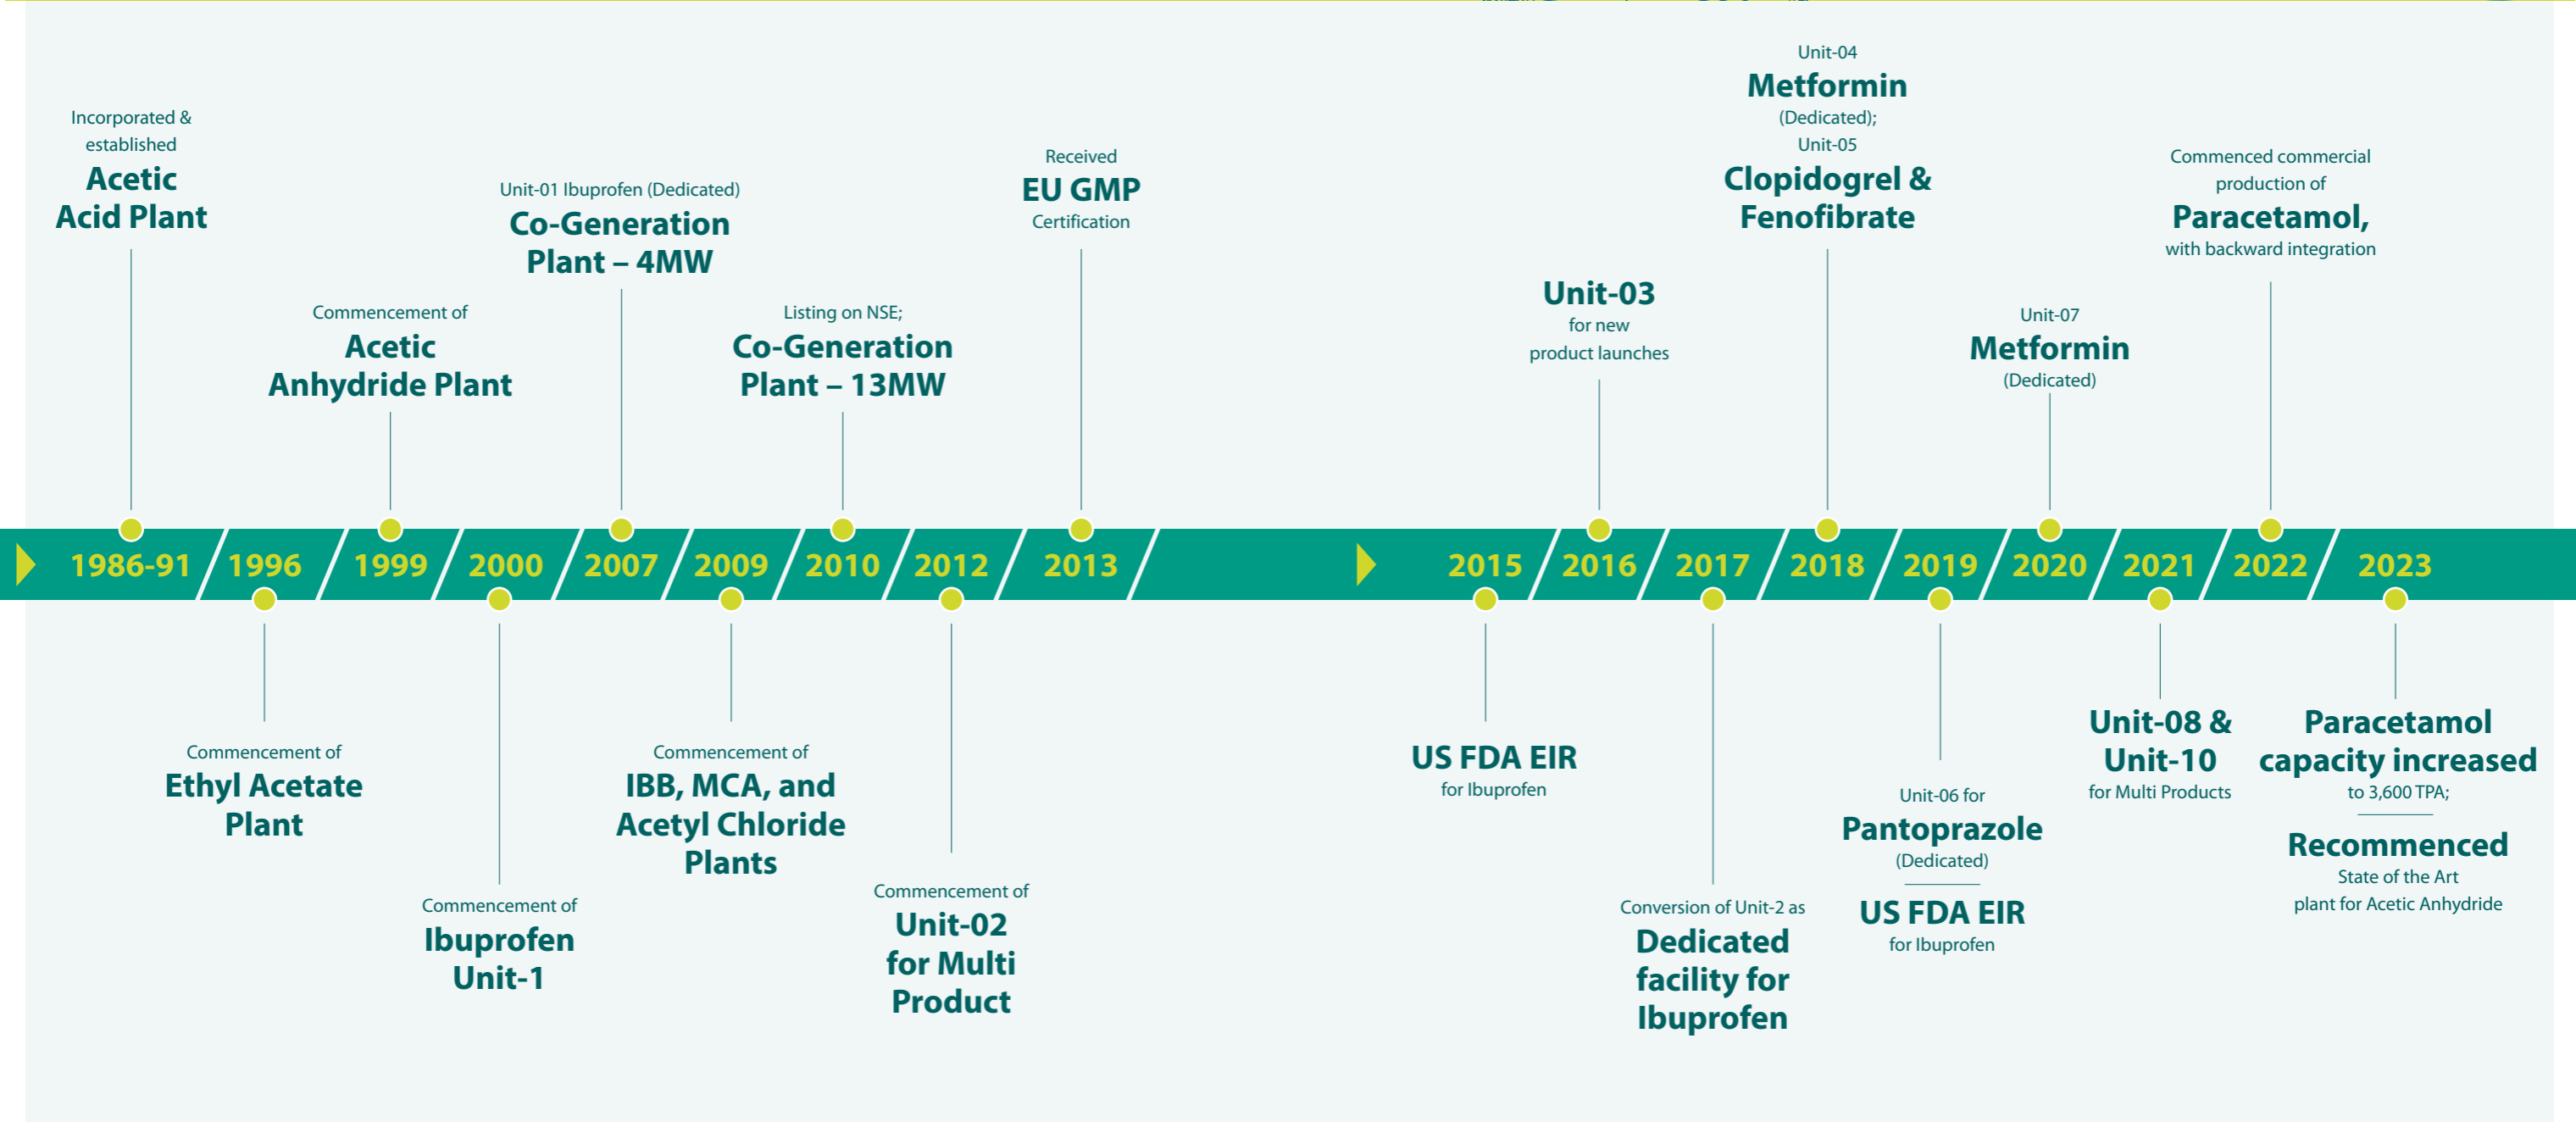 Incorporated &
established
Acetic
Acid Plant
Commencement of
Acetic
Anhydride Plant
Unit-01 Ibuprofen (Dedicated)
Co-Generation
Plant – 4MW
Listing on NSE;
Co-Generation
Plant – 13MW
Received
EU GMP
Certification
Unit-03
for new
product launches
Unit-04
Metformin
(Dedicated);
Unit-05
Clopidogrel &
Fenofibrate
Unit-07
Metformin
(Dedicated)
Commenced commercial
production of
Paracetamol,
with backward integration
1986-91 1996 1999 2000 2007 2009 2010 2012 2013 2015 2016 2017 2018 2019 2020 2021 2022 2023
Commencement of
Ethyl Acetate
Plant
Commencement of
Ibuprofen
Unit-1
Commencement of
IBB, MCA, and
Acetyl Chloride
Plants
Commencement of
Unit-02
for Multi
Product
US FDA EIR
for Ibuprofen
Conversion of Unit-2 as
Dedicated
facility for
Ibuprofen
Unit-06 for
Pantoprazole
(Dedicated)
US FDA EIR
for Ibuprofen
Unit-08 &
Unit-10
for Multi Products
Paracetamol
capacity increased
to 3,600 TPA;
Recommenced
State of the Art
plant for Acetic Anhydride